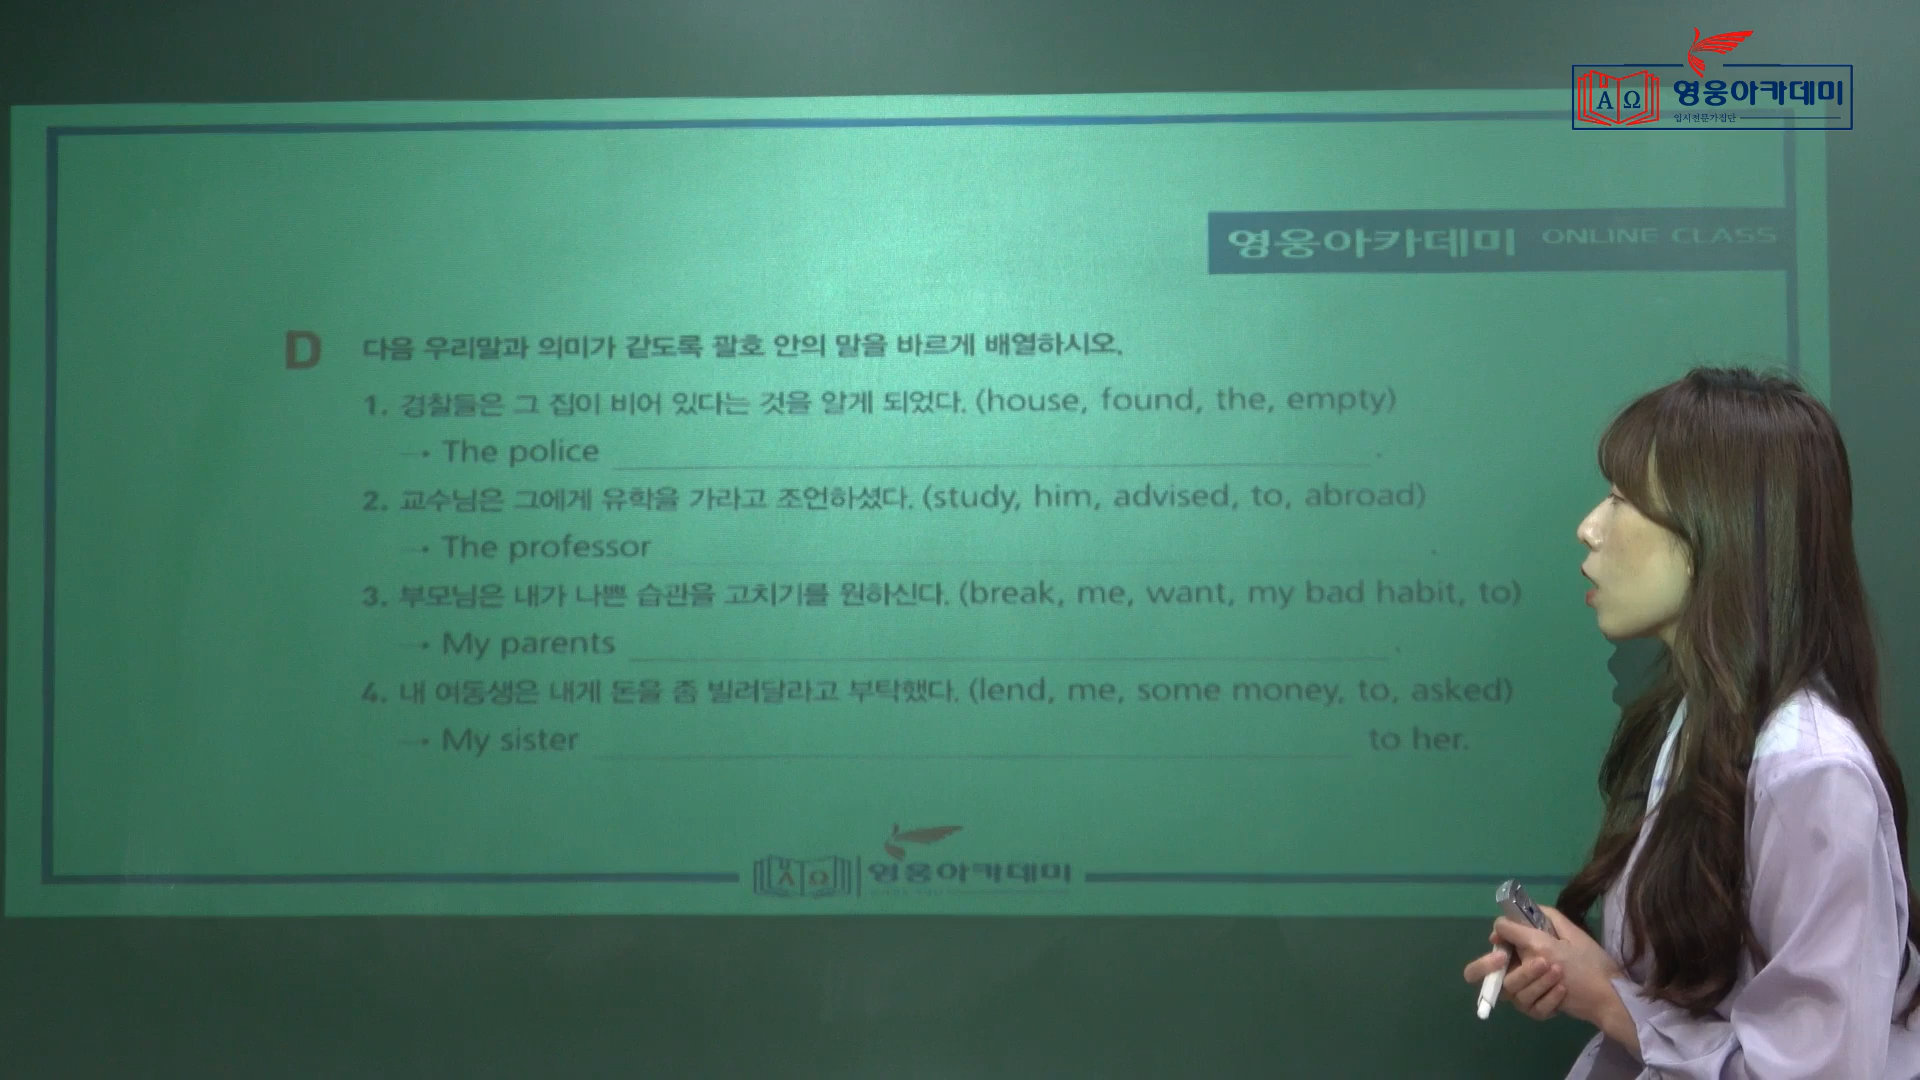 영웅아카데미
입시전문가집단
영웅아카데미 ONLINE CLASS
D 다음 우리말과 의미가 같도록 괄호 안의 말을 바르게 배열하시오.
1. 경찰들은 그 집이 비어 있다는 것을 알게 되었다. (house, found, the, empty)
→ The police .
2. 교수님은 그에게 유학을 가라고 조언하셨다. (study, him, advised, to, abroad)
→ The professor .
3. 부모님은 내가 나쁜 습관을 고치기를 원하신다. (break, me, want, my bad habit, to)
→ My parents .
4. 내 여동생은 내게 돈을 좀 빌려달라고 부탁했다. (lend, me, some money, to, asked)
→ My sister to her.
영웅아카데미